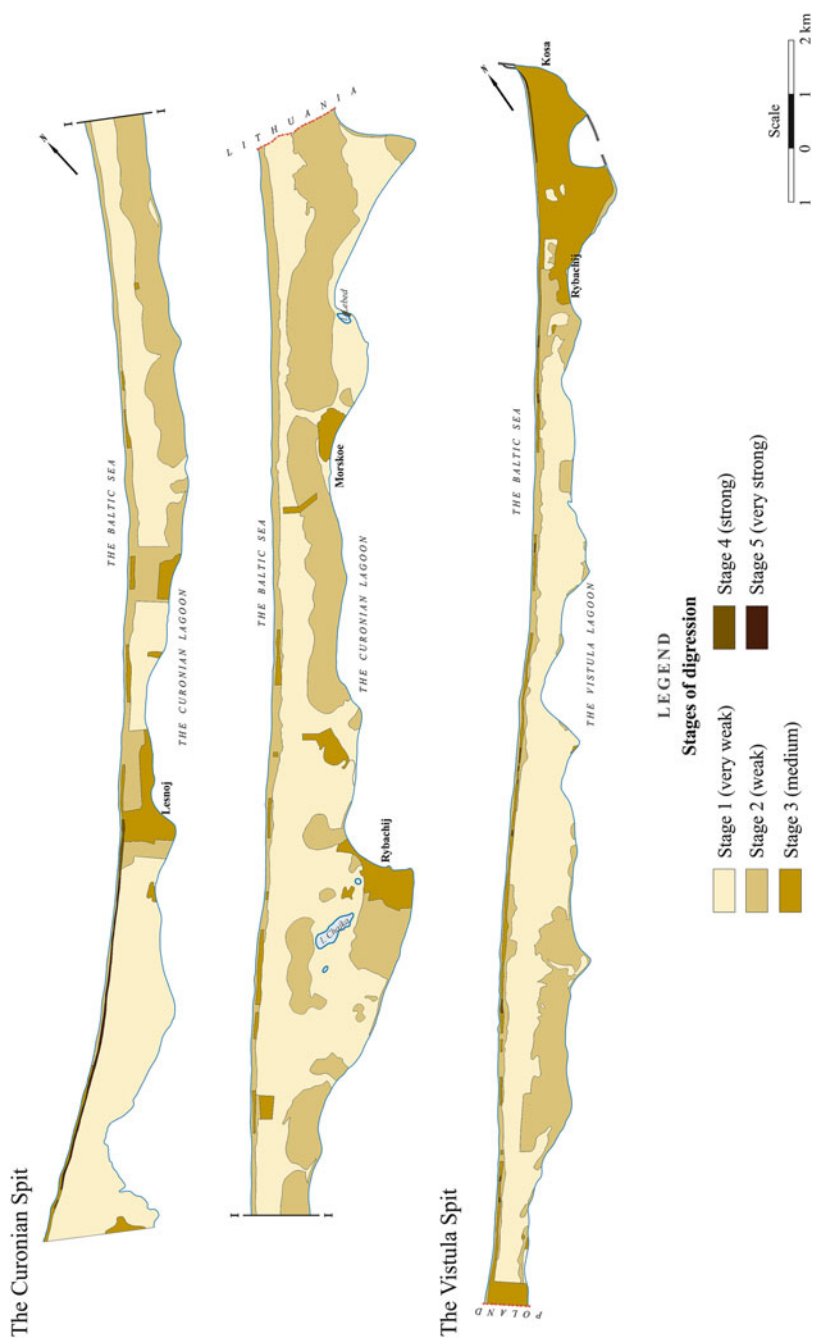 The Curonian Spit
N
I
I
THE BALTIC SEA
THE CURONIAN LAGOON
Lesnoj
LITHUANIA
THE BALTIC SEA
Lebed
Morskoe
THE CURONIAN LAGOON
L. Chajka
Rybachij
I
I
The Vistula Spit
N
Kosa
Rybachij
THE BALTIC SEA
THE VISTULA LAGOON
POLAND
LEGEND
Stages of digression
Stage 1 (very weak)
Stage 2 (weak)
Stage 3 (medium)
Stage 4 (strong)
Stage 5 (very strong)
Scale
1 0 1 2 km